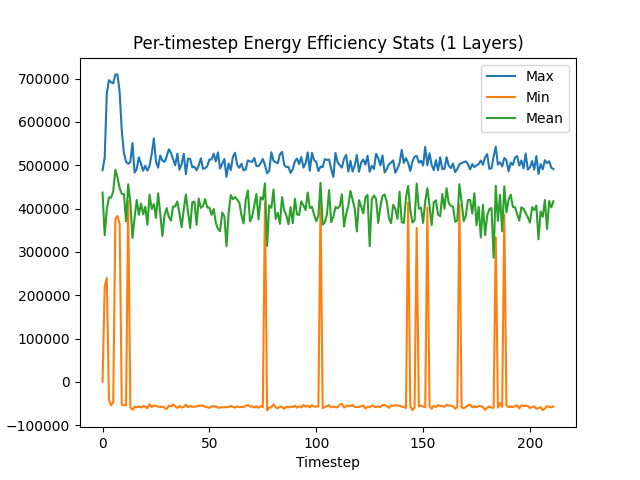 Per-timestep Energy Efficiency Stats (1 Layers)
Max
Min
Mean
700000
600000
500000
400000
300000
200000
100000
0
−100000
0 50 100 150 200
Timestep